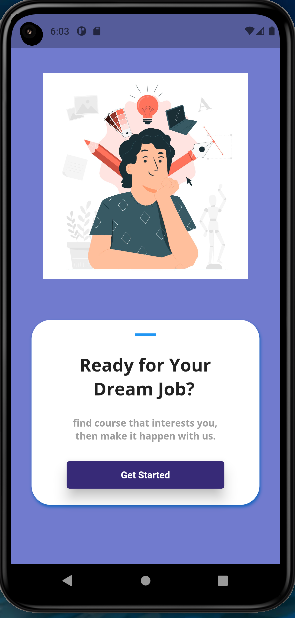 6:03
A
Ready for Your
Dream Job?
find course that interests you,
then make it happen with us.
Get Started